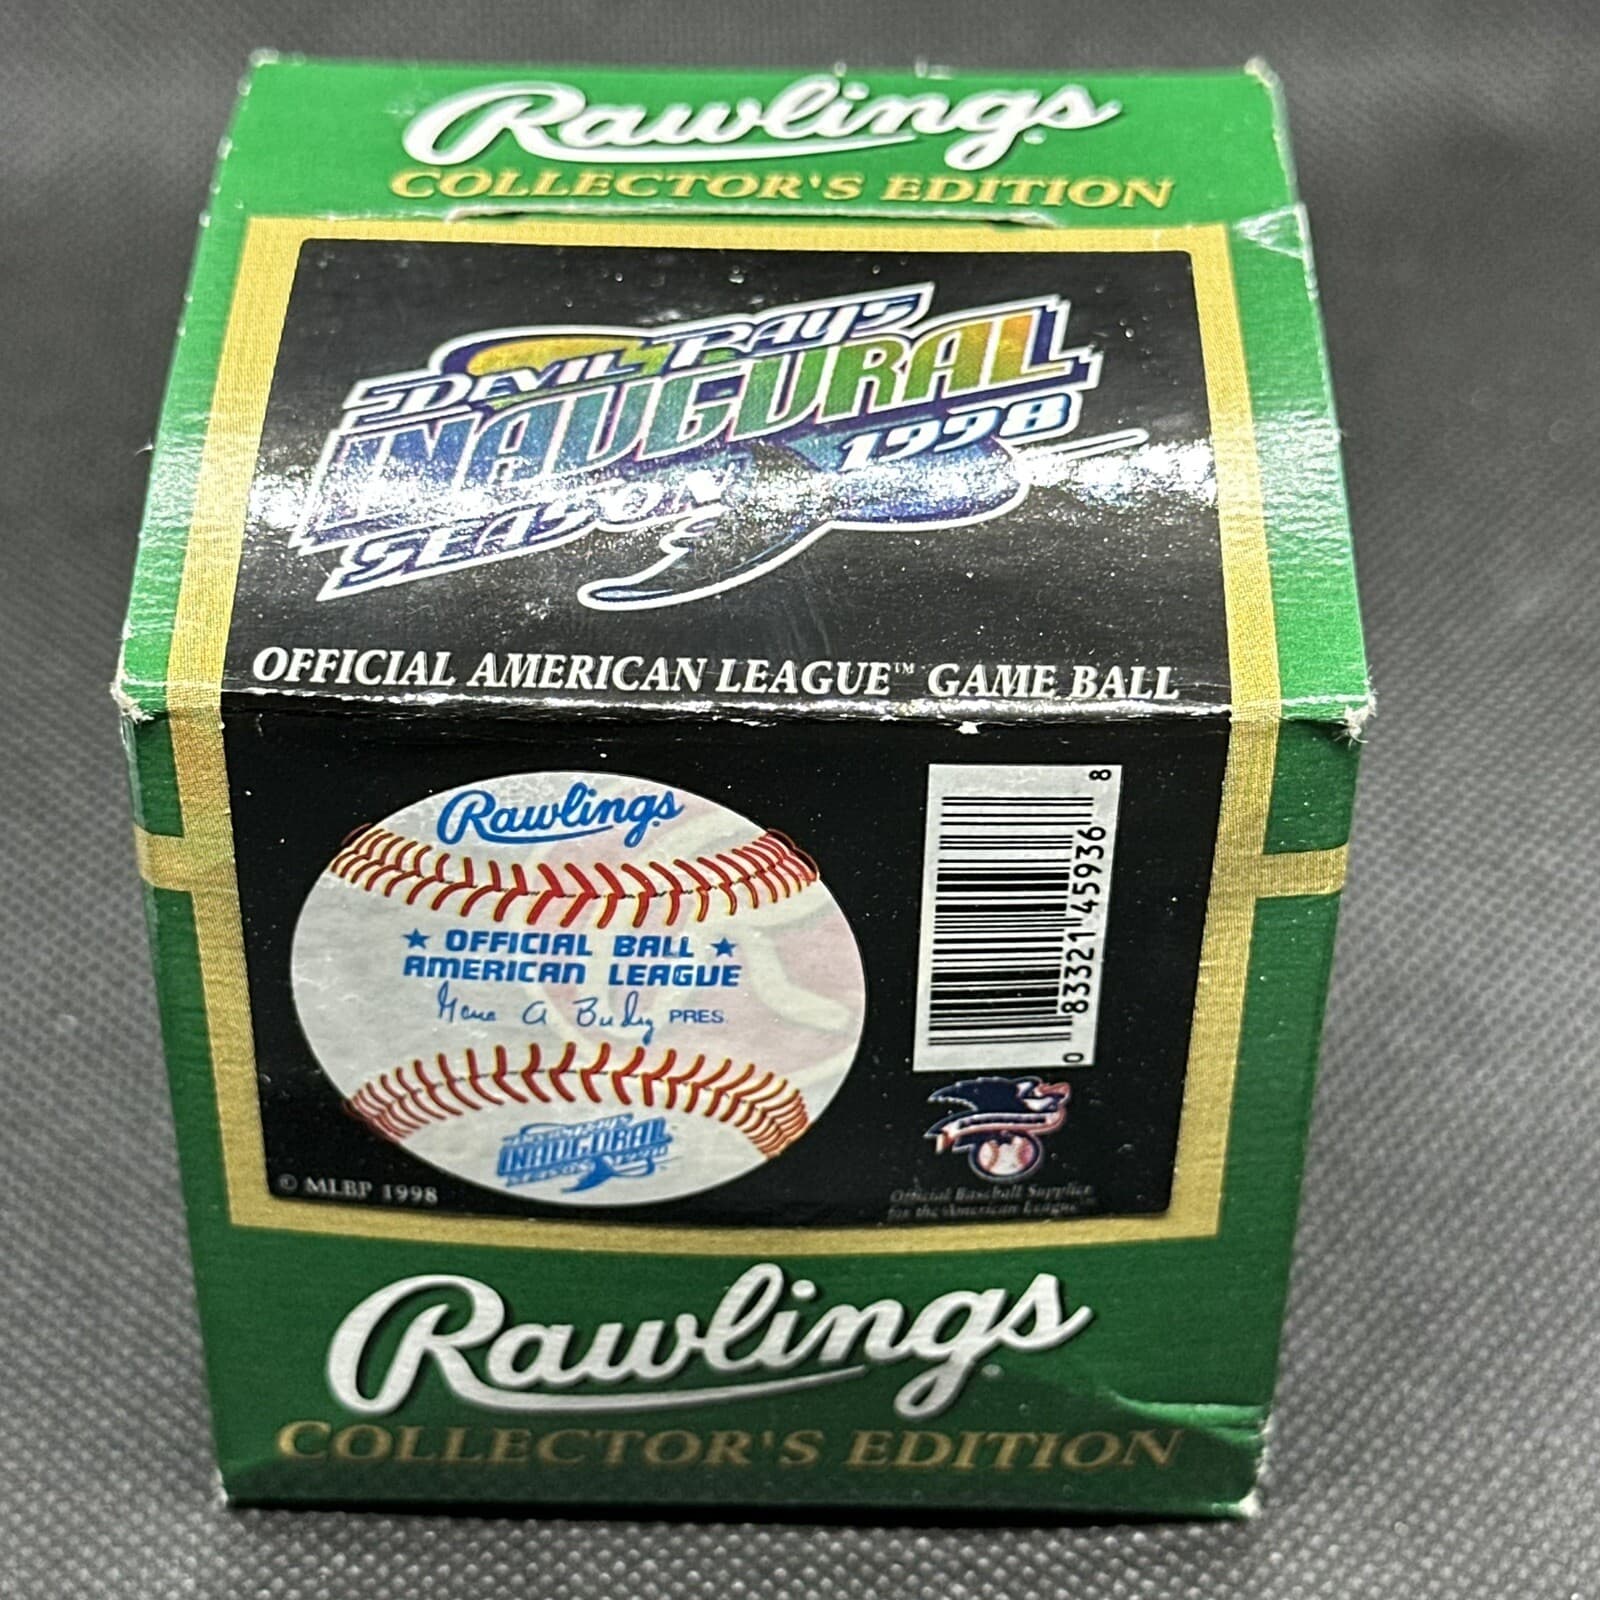 Rawlings
COLLECTOR'S EDITION
DEVIL RAYS
INAUGURAL
SEASON 1998
OFFICIAL AMERICAN LEAGUE™ GAME BALL
Rawlings
★ OFFICIAL BALL ★
AMERICAN LEAGUE
Gene A Budig PRES.
INAUGURAL
0 83321 45936 8
© MLBP 1998
Official Baseball Supplier
for the American League™
Rawlings
COLLECTOR'S EDITION